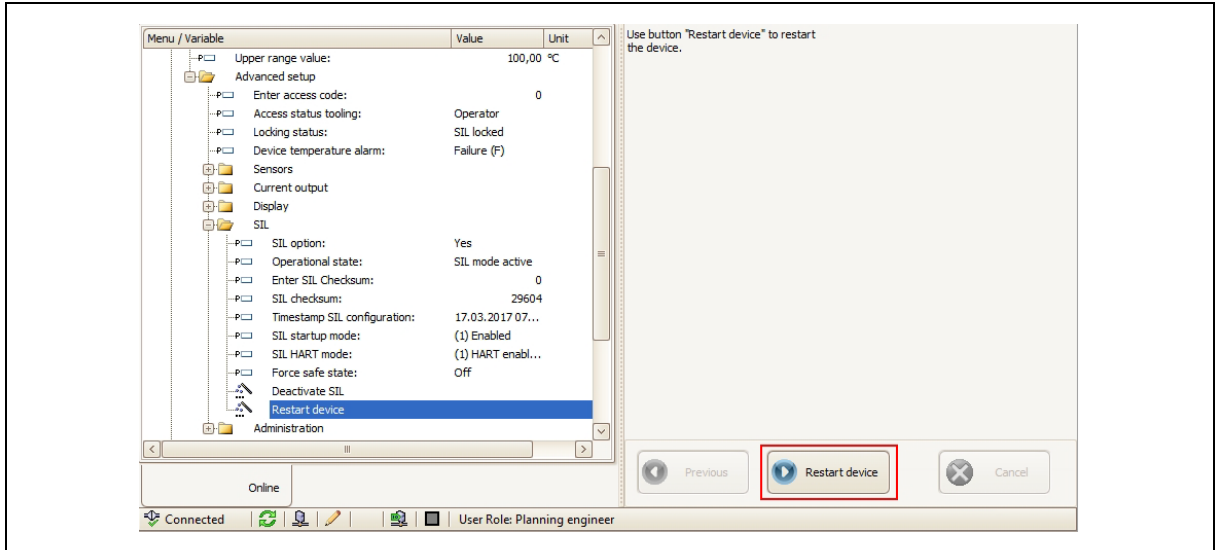 Menu / Variable Value Unit
Upper range value: 100,00 °C
Advanced setup
Enter access code: 0
Access status tooling: Operator
Locking status: SIL locked
Device temperature alarm: Failure (F)
Sensors
Current output
Display
SIL
SIL option: Yes
Operational state: SIL mode active
Enter SIL Checksum: 0
SIL checksum: 29604
Timestamp SIL configuration: 17.03.2017 07...
SIL startup mode: (1) Enabled
SIL HART mode: (1) HART enabl...
Force safe state: Off
Deactivate SIL
Restart device
Administration
Online
Connected
User Role: Planning engineer
Use button "Restart device" to restart
the device.
Previous Restart device Cancel